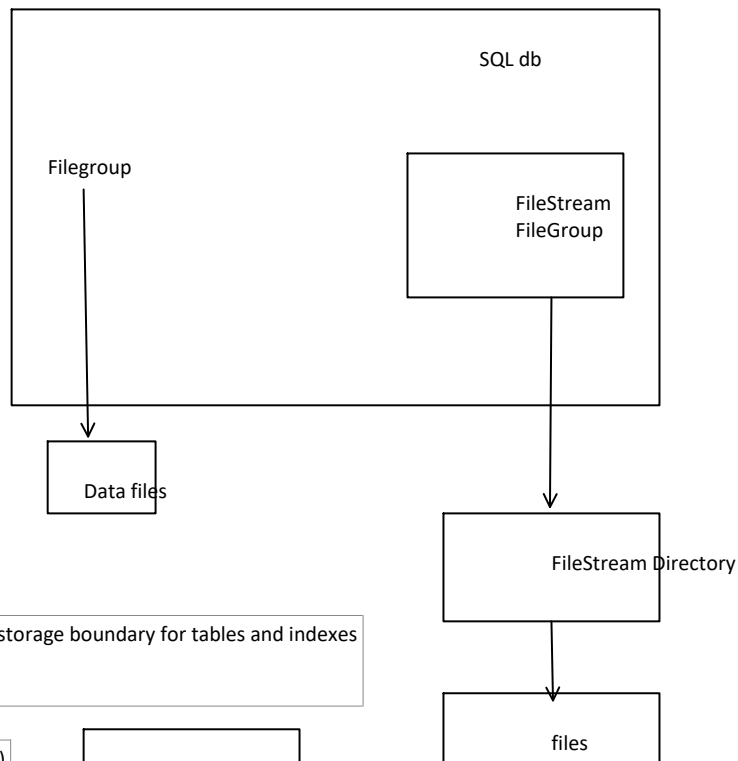 SQL db
Filegroup
FileStream
FileGroup
Data files
FileStream Directory
storage boundary for tables and indexes
files
)